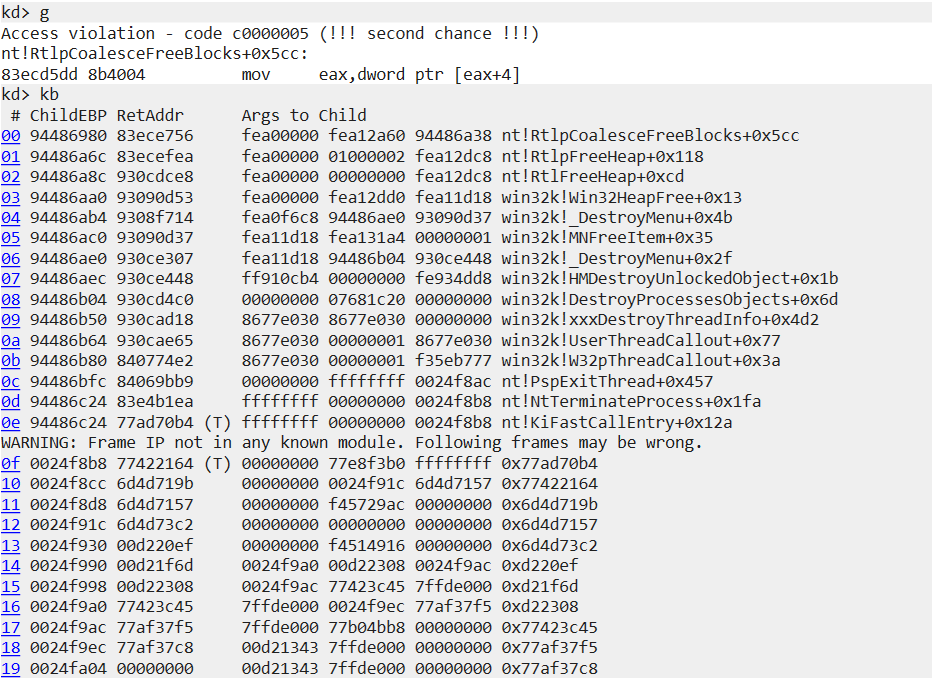 kd> g
Access violation - code c0000005 (!!! second chance !!!)
nt!RtlpCoalesceFreeBlocks+0x5cc:
83ecd5dd 8b4004 mov eax,dword ptr [eax+4]
kd> kb
# ChildEBP RetAddr Args to Child
00 94486980 83ece756 fea00000 fea12a60 94486a38 nt!RtlpCoalesceFreeBlocks+0x5cc
01 94486a6c 83ecefea fea00000 01000002 fea12dc8 nt!RtlpFreeHeap+0x118
02 94486a8c 930cdce8 fea00000 00000000 fea12dc8 nt!RtlFreeHeap+0xcd
03 94486aa0 93090d53 fea00000 fea12dd0 fea11d18 win32k!Win32HeapFree+0x13
04 94486ab4 9308f714 fea0f6c8 94486ae0 93090d37 win32k!_DestroyMenu+0x4b
05 94486ac0 93090d37 fea11d18 fea131a4 00000001 win32k!MNFreeItem+0x35
06 94486ae0 930ce307 fea11d18 94486b04 930ce448 win32k!_DestroyMenu+0x2f
07 94486aec 930ce448 ff910cb4 00000000 fe934dd8 win32k!HMDestroyUnlockedObject+0x1b
08 94486b04 930cd4c0 00000000 07681c20 00000000 win32k!DestroyProcessesObjects+0x6d
09 94486b50 930cad18 8677e030 8677e030 00000000 win32k!xxxDestroyThreadInfo+0x4d2
0a 94486b64 930cae65 8677e030 00000001 8677e030 win32k!UserThreadCallout+0x77
0b 94486b80 840774e2 8677e030 00000001 f35eb777 win32k!W32pThreadCallout+0x3a
0c 94486bfc 84069bb9 00000000 ffffffff 0024f8ac nt!PspExitThread+0x457
0d 94486c24 83e4b1ea ffffffff 00000000 0024f8b8 nt!NtTerminateProcess+0x1fa
0e 94486c24 77ad70b4 (T) ffffffff 00000000 0024f8b8 nt!KiFastCallEntry+0x12a
WARNING: Frame IP not in any known module. Following frames may be wrong.
0f 0024f8b8 77422164 (T) 00000000 77e8f3b0 ffffffff 0x77ad70b4
10 0024f8cc 6d4d719b 00000000 0024f91c 6d4d7157 0x77422164
11 0024f8d8 6d4d7157 00000000 f45729ac 00000000 0x6d4d719b
12 0024f91c 6d4d73c2 00000000 00000000 00000000 0x6d4d7157
13 0024f930 00d220ef 00000000 f4514916 00000000 0x6d4d73c2
14 0024f990 00d21f6d 0024f9a0 00d22308 0024f9ac 0xd220ef
15 0024f998 00d22308 0024f9ac 77423c45 7ffde000 0xd21f6d
16 0024f9a0 77423c45 7ffde000 0024f9ec 77af37f5 0xd22308
17 0024f9ac 77af37f5 7ffde000 77b04bb8 00000000 0x77423c45
18 0024f9ec 77af37c8 00d21343 7ffde000 00000000 0x77af37f5
19 0024fa04 00000000 00d21343 7ffde000 00000000 0x77af37c8